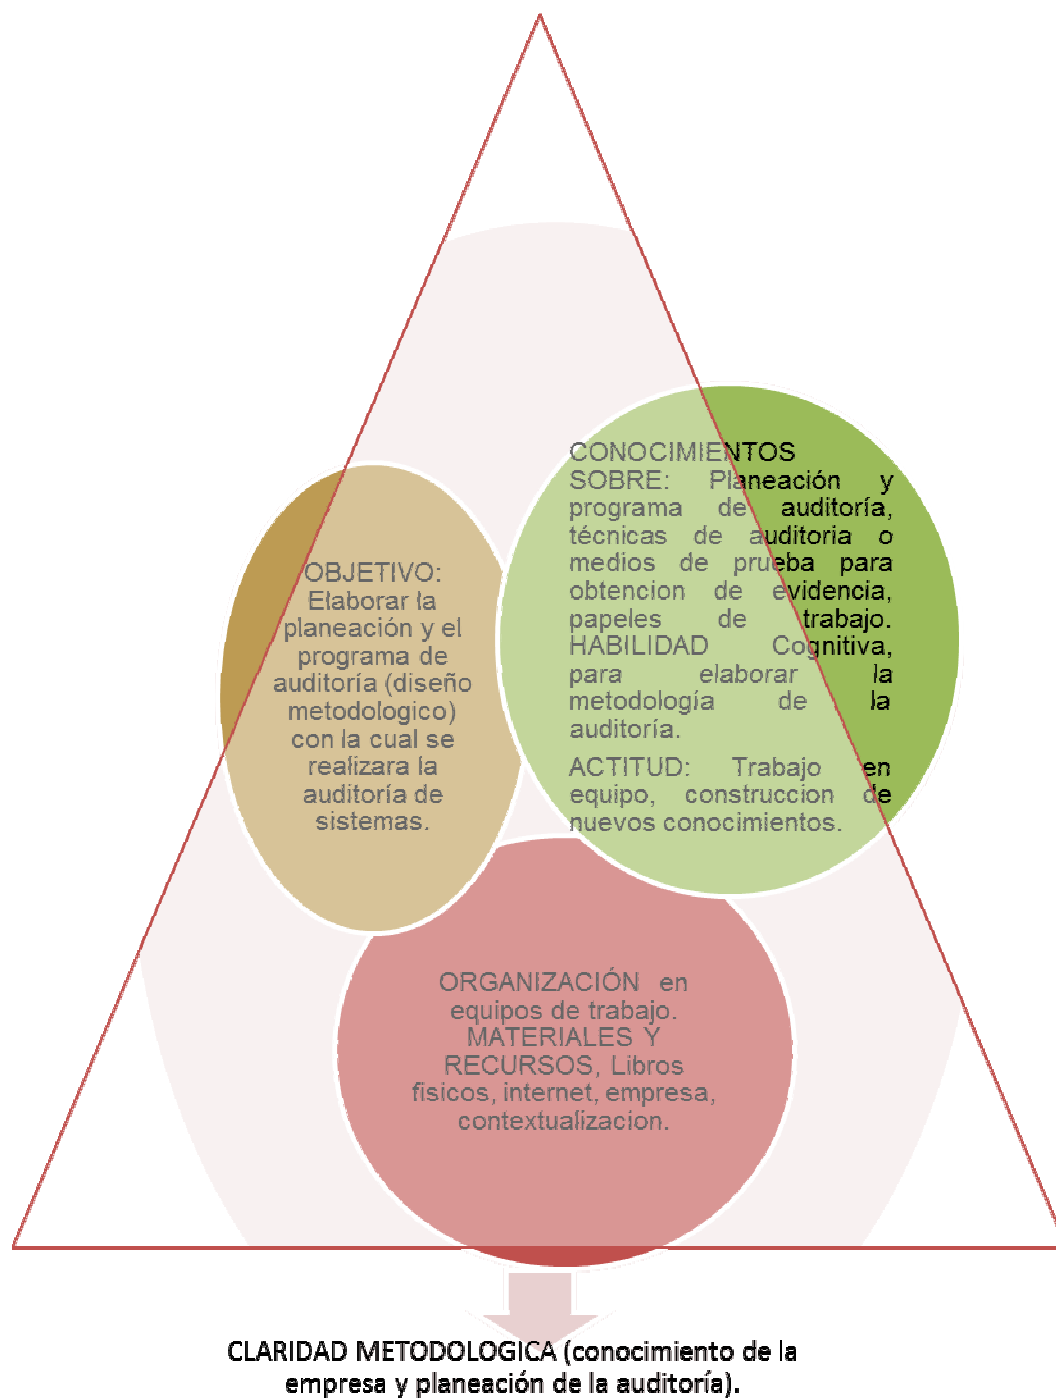 OBJETIVO:
Elaborar la
planeación y el
programa de
auditoría (diseño
metodologico)
con la cual se
realizara la
auditoría de
sistemas.
CONOCIMIENTOS
SOBRE: Planeación y
programa de auditoría,
técnicas de auditoria o
medios de prueba para
obtencion de evidencia,
papeles de trabajo.
HABILIDAD Cognitiva,
para elaborar la
metodología de la
auditoría.
ACTITUD: Trabajo en
equipo, construccion de
nuevos conocimientos.
ORGANIZACIÓN en
equipos de trabajo.
MATERIALES Y
RECURSOS, Libros
fisicos, internet, empresa,
contextualizacion.
CLARIDAD METODOLOGICA (conocimiento de la
empresa y planeación de la auditoría).